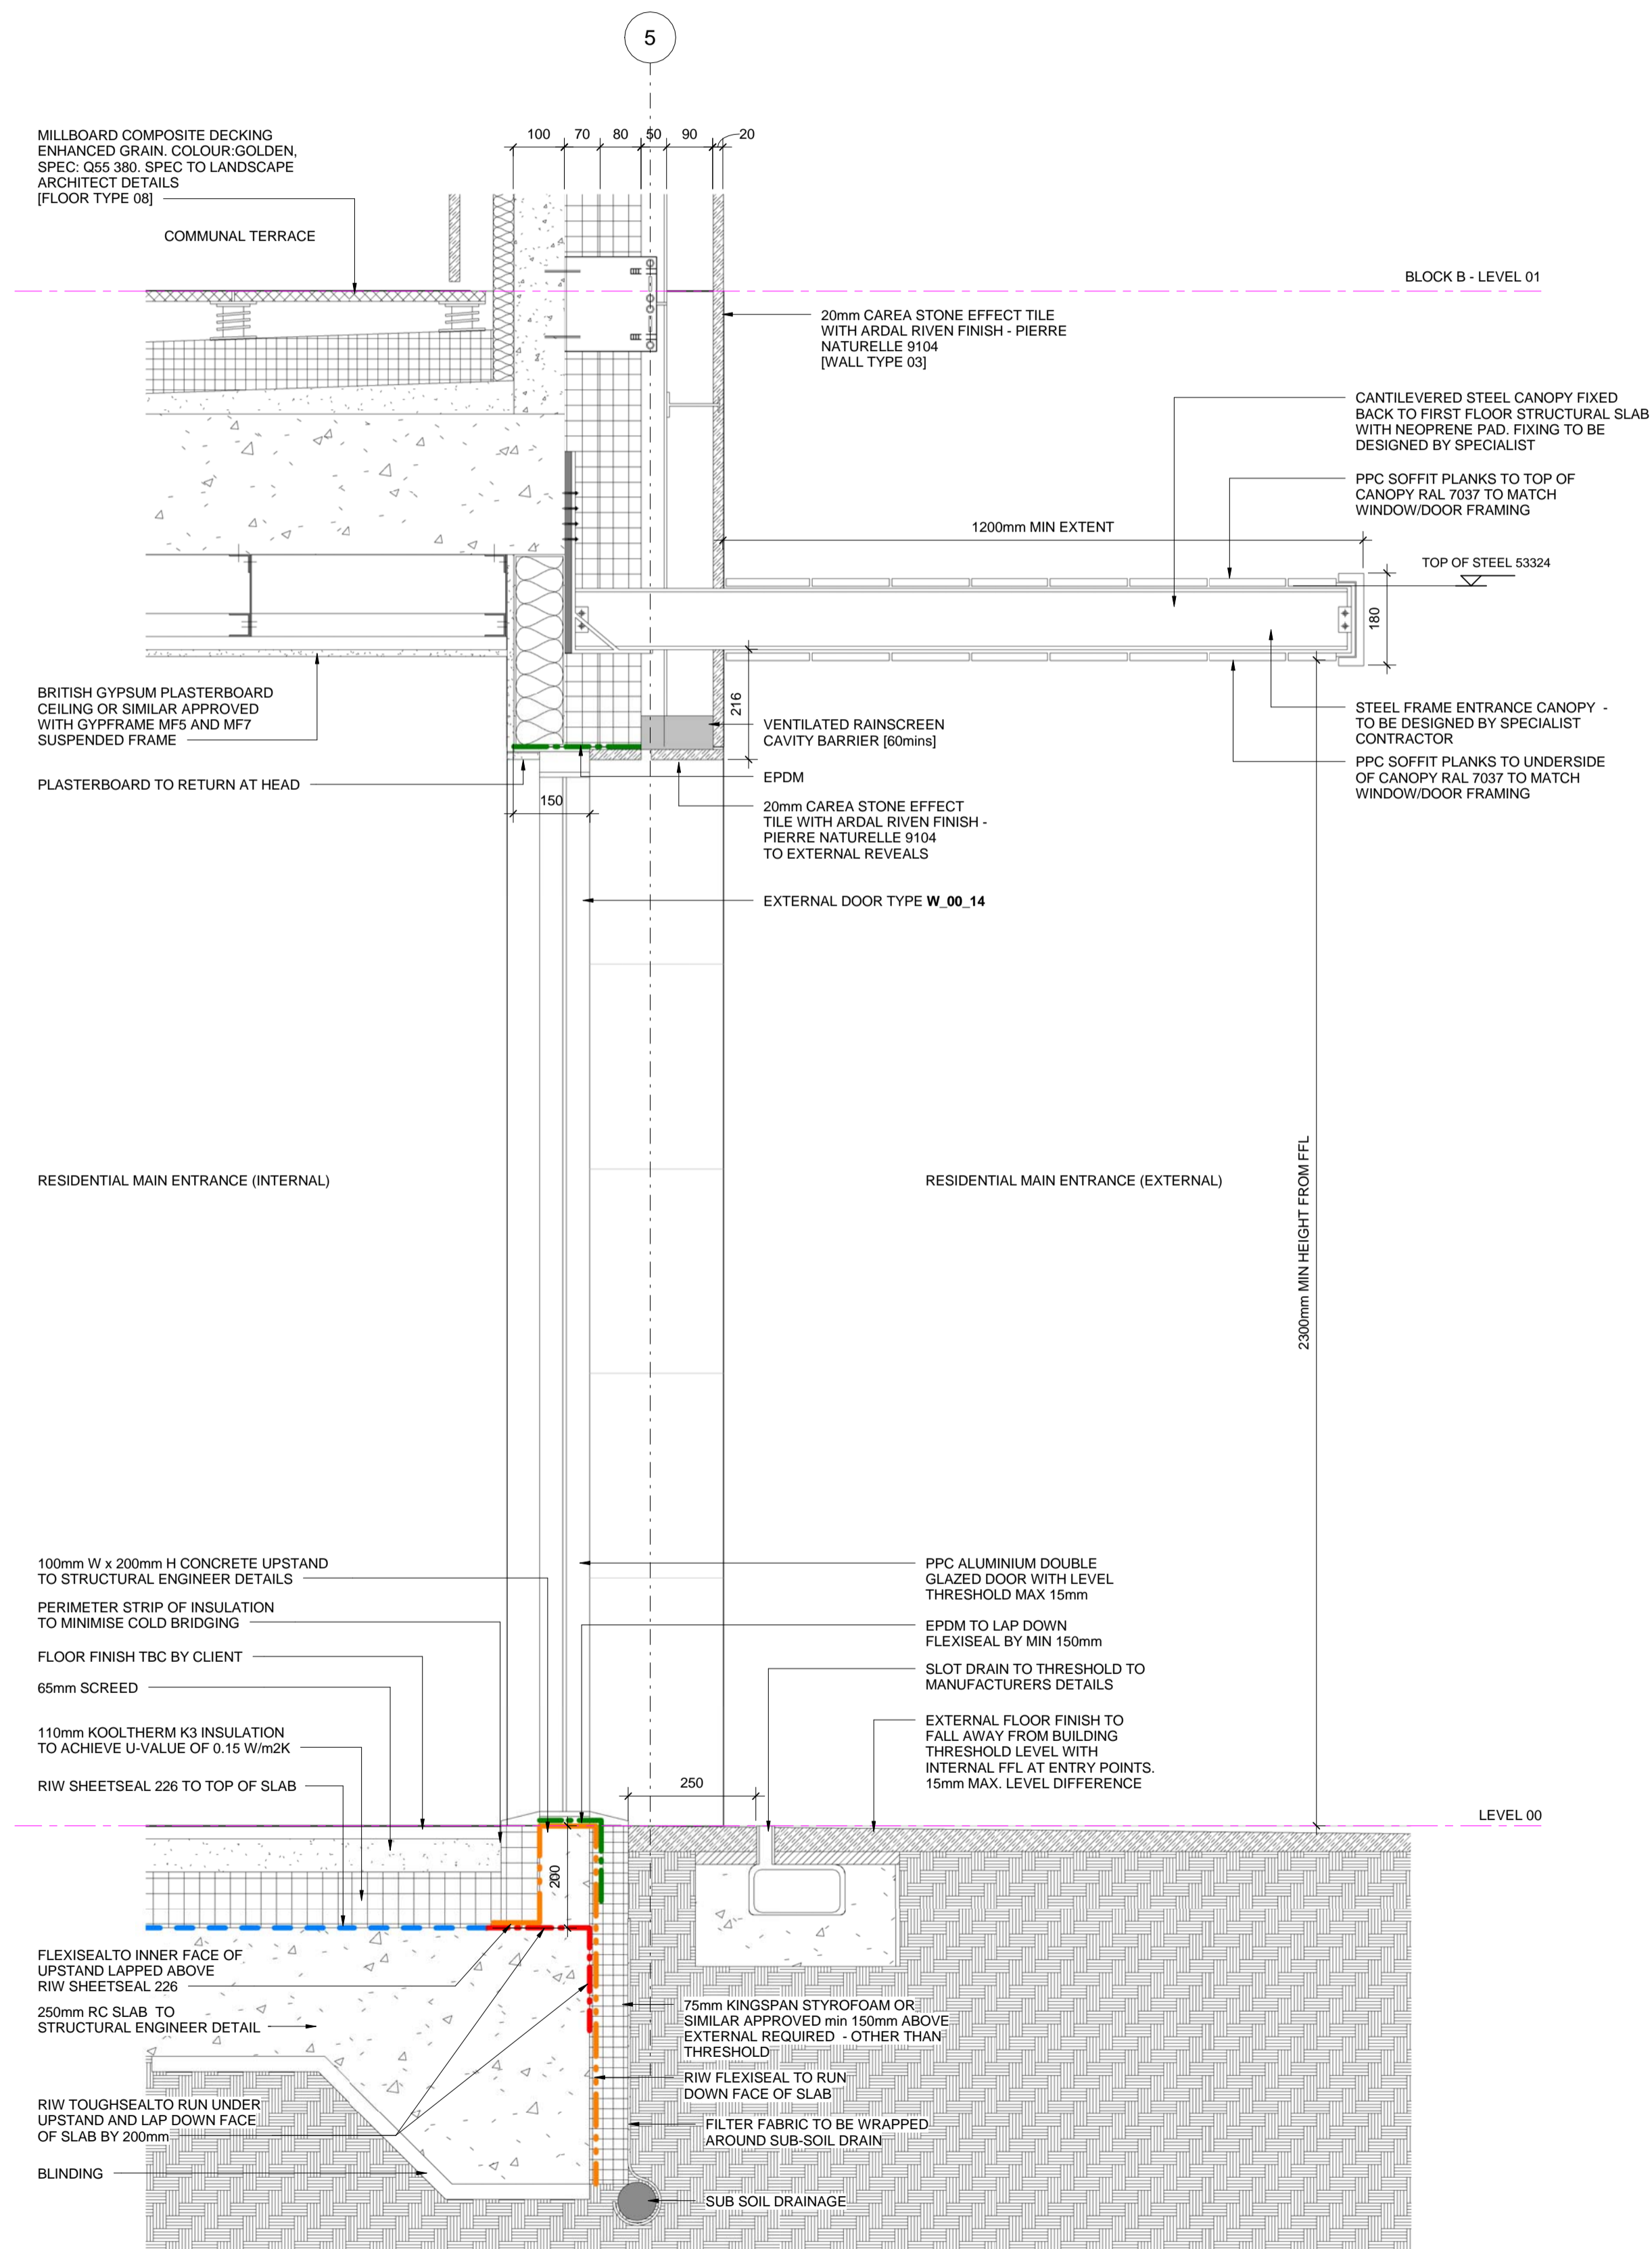 5
100 70 80 50 90 20
MILLBOARD COMPOSITE DECKING
ENHANCED GRAIN. COLOUR:GOLDEN,
SPEC: Q55 380. SPEC TO LANDSCAPE
ARCHITECT DETAILS
[FLOOR TYPE 08]
COMMUNAL TERRACE
BLOCK B - LEVEL 01
20mm CAREA STONE EFFECT TILE
WITH ARDAL RIVEN FINISH - PIERRE
NATURELLE 9104
[WALL TYPE 03]
CANTILEVERED STEEL CANOPY FIXED
BACK TO FIRST FLOOR STRUCTURAL SLAB
WITH NEOPRENE PAD. FIXING TO BE
DESIGNED BY SPECIALIST
PPC SOFFIT PLANKS TO TOP OF
CANOPY RAL 7037 TO MATCH
WINDOW/DOOR FRAMING
1200mm MIN EXTENT
TOP OF STEEL 53324
180
216
BRITISH GYPSUM PLASTERBOARD
CEILING OR SIMILAR APPROVED
WITH GYPFRAME MF5 AND MF7
SUSPENDED FRAME
PLASTERBOARD TO RETURN AT HEAD
VENTILATED RAINSCREEN
CAVITY BARRIER [60mins]
EPDM
150
20mm CAREA STONE EFFECT
TILE WITH ARDAL RIVEN FINISH -
PIERRE NATURELLE 9104
TO EXTERNAL REVEALS
STEEL FRAME ENTRANCE CANOPY -
TO BE DESIGNED BY SPECIALIST
CONTRACTOR
PPC SOFFIT PLANKS TO UNDERSIDE
OF CANOPY RAL 7037 TO MATCH
WINDOW/DOOR FRAMING
EXTERNAL DOOR TYPE W_00_14
RESIDENTIAL MAIN ENTRANCE (INTERNAL)
RESIDENTIAL MAIN ENTRANCE (EXTERNAL)
2300mm MIN HEIGHT FROM FFL
100mm W x 200mm H CONCRETE UPSTAND
TO STRUCTURAL ENGINEER DETAILS
PERIMETER STRIP OF INSULATION
TO MINIMISE COLD BRIDGING
FLOOR FINISH TBC BY CLIENT
65mm SCREED
110mm KOOLTHERM K3 INSULATION
TO ACHIEVE U-VALUE OF 0.15 W/m2K
RIW SHEETSEAL 226 TO TOP OF SLAB
PPC ALUMINIUM DOUBLE
GLAZED DOOR WITH LEVEL
THRESHOLD MAX 15mm
EPDM TO LAP DOWN
FLEXISEAL BY MIN 150mm
SLOT DRAIN TO THRESHOLD TO
MANUFACTURERS DETAILS
EXTERNAL FLOOR FINISH TO
FALL AWAY FROM BUILDING
THRESHOLD LEVEL WITH
INTERNAL FFL AT ENTRY POINTS.
15mm MAX. LEVEL DIFFERENCE
250
LEVEL 00
200
FLEXISEALTO INNER FACE OF
UPSTAND LAPPED ABOVE
RIW SHEETSEAL 226
250mm RC SLAB TO
STRUCTURAL ENGINEER DETAIL
RIW TOUGHSEALTO RUN UNDER
UPSTAND AND LAP DOWN FACE
OF SLAB BY 200mm
BLINDING
75mm KINGSPAN STYROFOAM OR
SIMILAR APPROVED min 150mm ABOVE
EXTERNAL REQUIRED - OTHER THAN
THRESHOLD
RIW FLEXISEAL TO RUN
DOWN FACE OF SLAB
FILTER FABRIC TO BE WRAPPED
AROUND SUB-SOIL DRAIN
SUB SOIL DRAINAGE